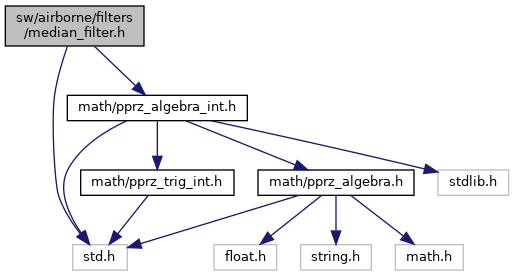 sw/airborne/filters
/median_filter.h
math/pprz_algebra_int.h
math/pprz_trig_int.h
math/pprz_algebra.h
stdlib.h
std.h
float.h
string.h
math.h